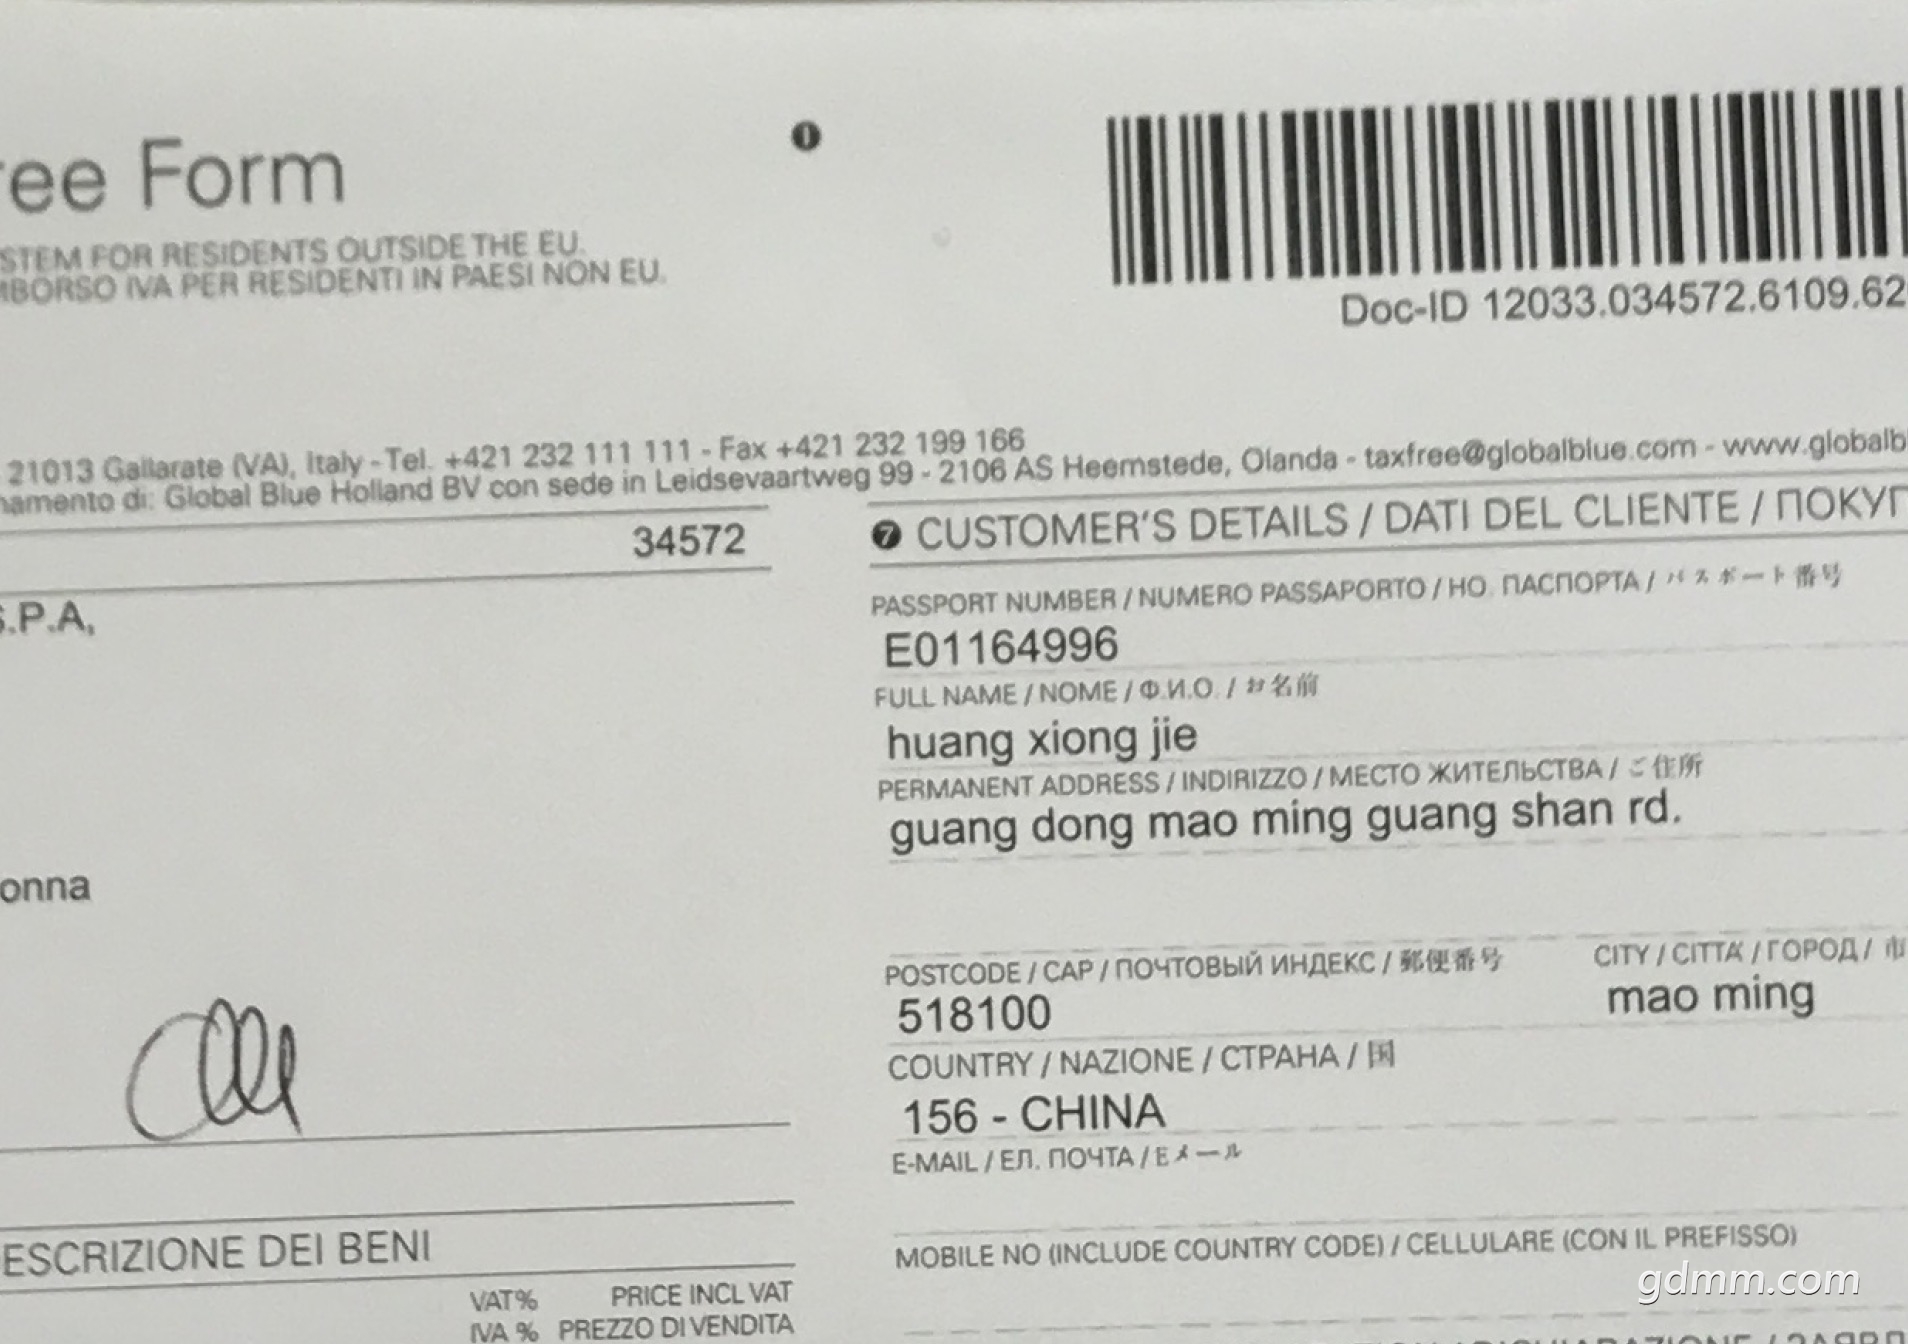 ree Form
STEM FOR RESIDENTS OUTSIDE THE EU.
MBORSO IVA PER RESIDENTI IN PAESI NON EU.
1
Doc-ID 12033.034572.6109.62
21013 Gallarate (VA), Italy - Tel. +421 232 111 111 - Fax +421 232 199 166
namento di: Global Blue Holland BV con sede in Leidsevaartweg 99 - 2106 AS Heemstede, Olanda - taxfree@globalblue.com - www.globalb
34572
S.P.A,
onna
ESCRIZIONE DEI BENI
VAT% PRICE INCL VAT
IVA % PREZZO DI VENDITA
7 CUSTOMER'S DETAILS / DATI DEL CLIENTE / ПОКУП
PASSPORT NUMBER / NUMERO PASSAPORTO / НО. ПАСПОРТА / パスポート番号
E01164996
FULL NAME / NOME / Ф.И.О. / お名前
huang xiong jie
PERMANENT ADDRESS / INDIRIZZO / МЕСТО ЖИТЕЛЬСТВА / ご住所
guang dong mao ming guang shan rd.
POSTCODE / CAP / ПОЧТОВЫЙ ИНДЕКС / 郵便番号 CITY / CITTA' / ГОРОД / 市
518100 mao ming
COUNTRY / NAZIONE / СТРАНА / 国
156 - CHINA
E-MAIL / ЕЛ. ПОЧТА / Eメール
MOBILE NO (INCLUDE COUNTRY CODE) / CELLULARE (CON IL PREFISSO)
gdmm.com